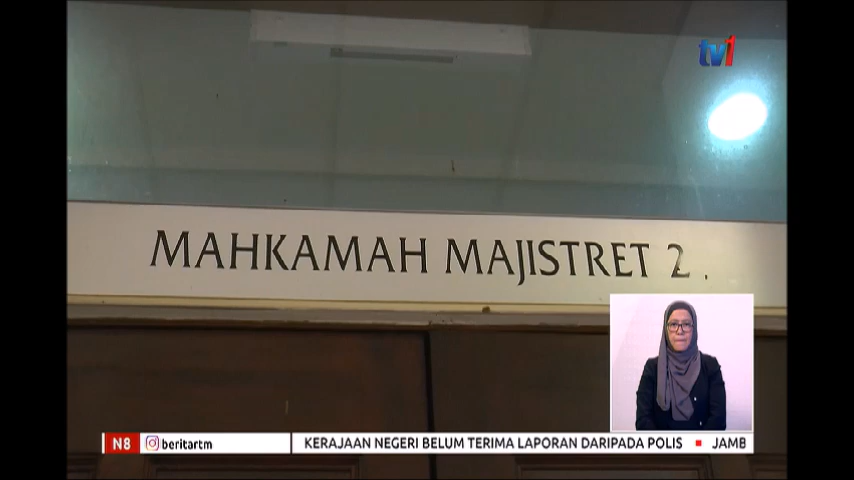 tv1
MAHKAMAH MAJISTRET 2
N8 beritartm KERAJAAN NEGERI BELUM TERIMA LAPORAN DARIPADA POLIS ■ JAMB